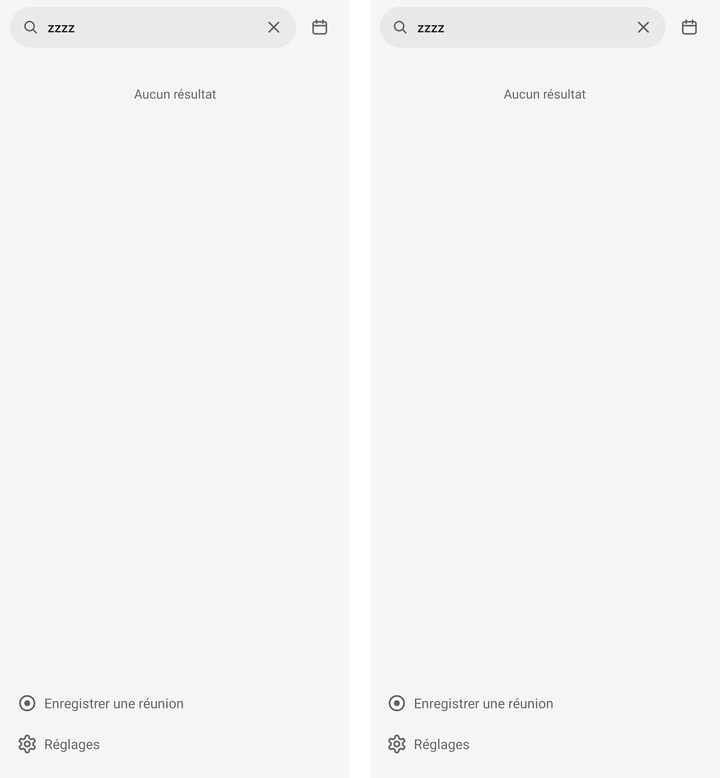 zzzz
Aucun résultat
Enregistrer une réunion
Réglages
zzzz
Aucun résultat
Enregistrer une réunion
Réglages